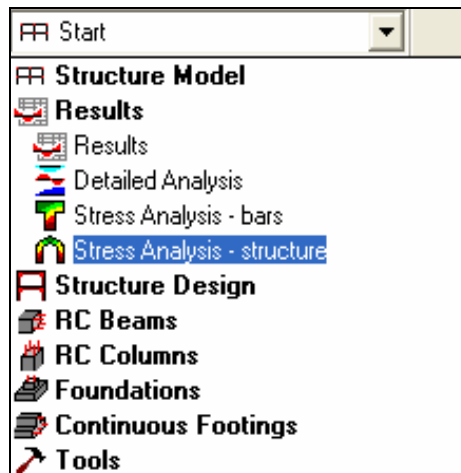 Start
Structure Model
Results
Results
Detailed Analysis
Stress Analysis - bars
Stress Analysis - structure
Structure Design
RC Beams
RC Columns
Foundations
Continuous Footings
Tools